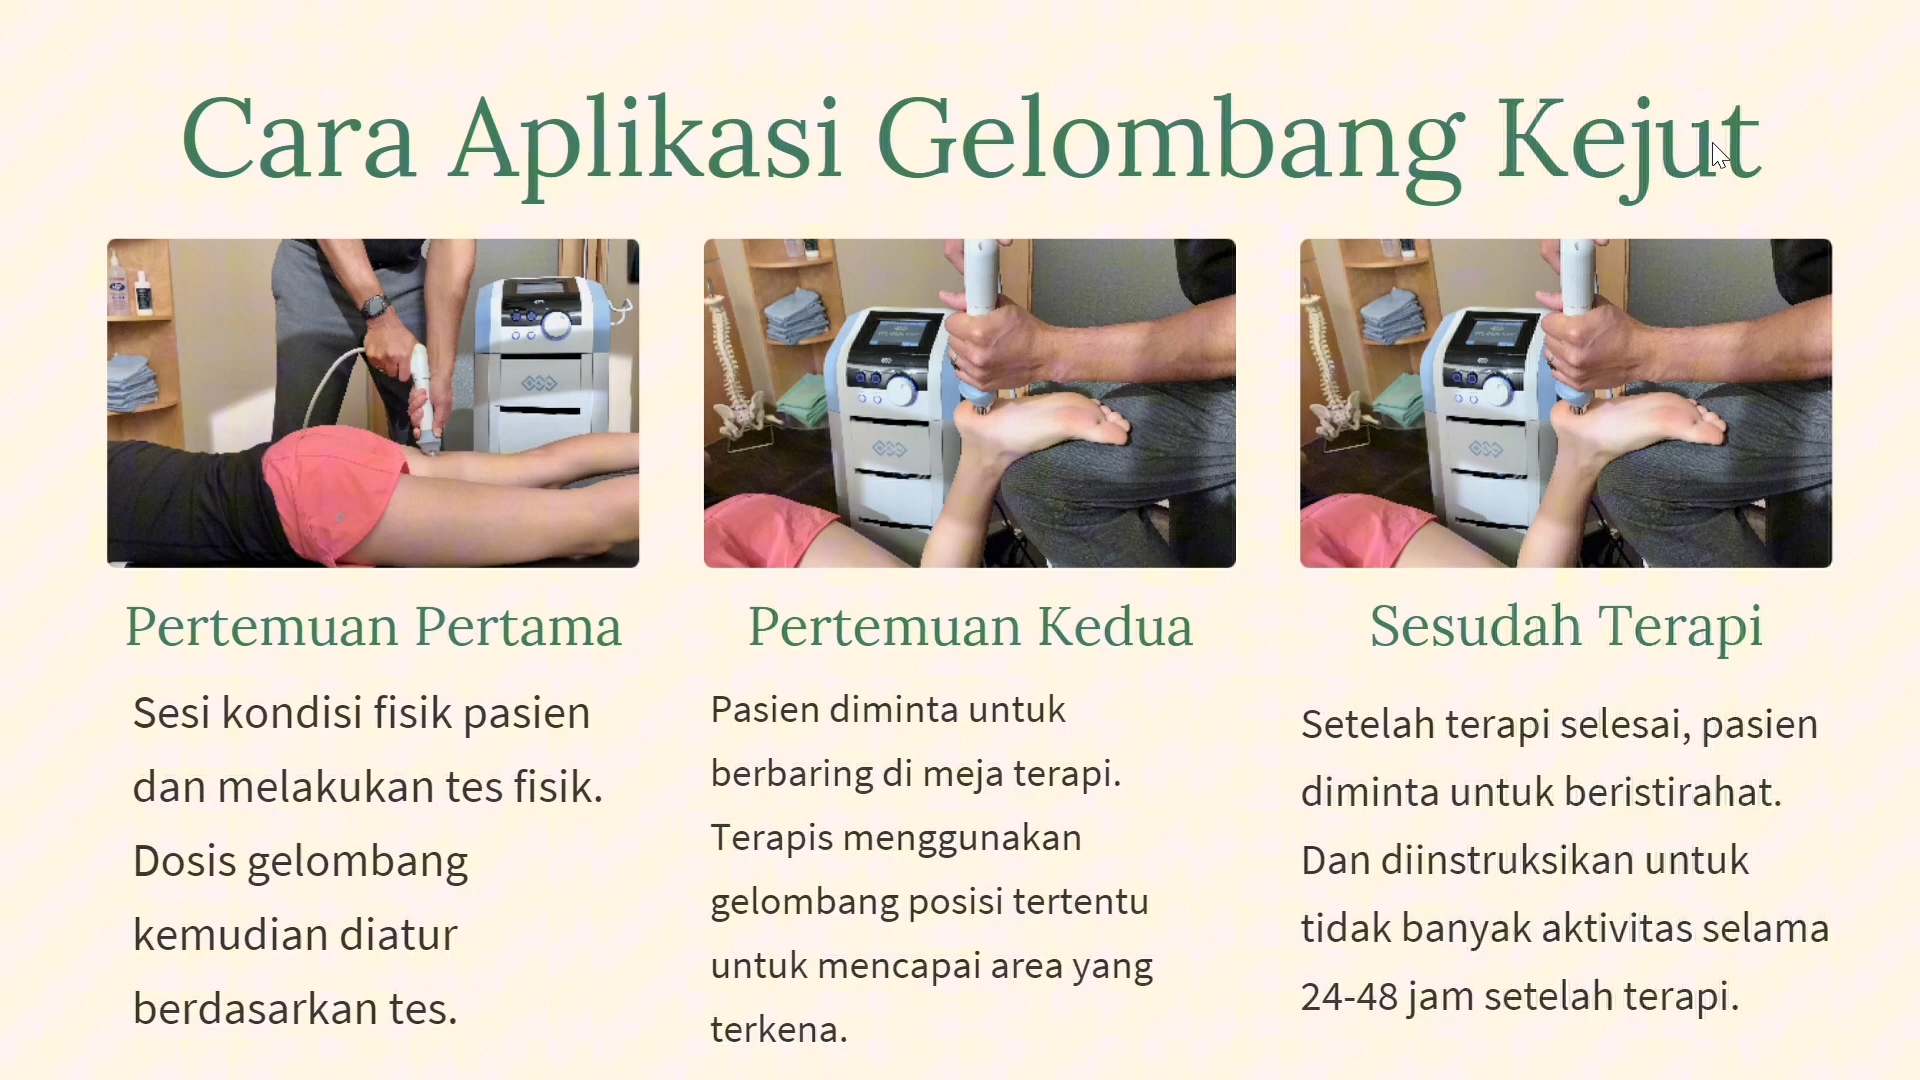 Cara Aplikasi Gelombang Kejut
Pertemuan Pertama
Sesi kondisi fisik pasien
dan melakukan tes fisik.
Dosis gelombang
kemudian diatur
berdasarkan tes.
Pertemuan Kedua
Pasien diminta untuk
berbaring di meja terapi.
Terapis menggunakan
gelombang posisi tertentu
untuk mencapai area yang
terkena.
Sesudah Terapi
Setelah terapi selesai, pasien
diminta untuk beristirahat.
Dan diinstruksikan untuk
tidak banyak aktivitas selama
24-48 jam setelah terapi.